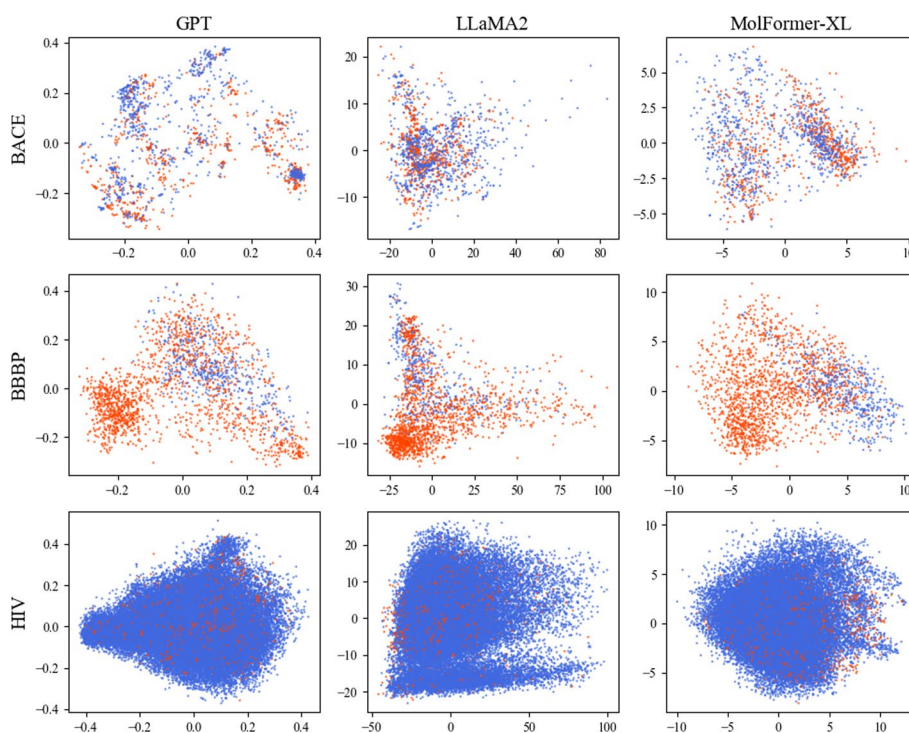 GPT LLaMA2 MolFormer-XL
BACE
0.4 0.2 0.0 −0.2
−0.2 0.0 0.2 0.4
20 10 0 −10
−20 0 20 40 60 80
5.0 2.5 0.0 −2.5 −5.0
−5 0 5 10
BBBP
0.4 0.2 0.0 −0.2
−0.2 0.0 0.2 0.4
30 20 10 0 −10
−25 0 25 50 75 100
10 5 0 −5
−10 −5 0 5 10
HIV
0.4 0.2 0.0 −0.2 −0.4
−0.4 −0.2 0.0 0.2 0.4
20 10 0 −10 −20
−50 0 50 100
10 5 0 −5
−10 −5 0 5 10